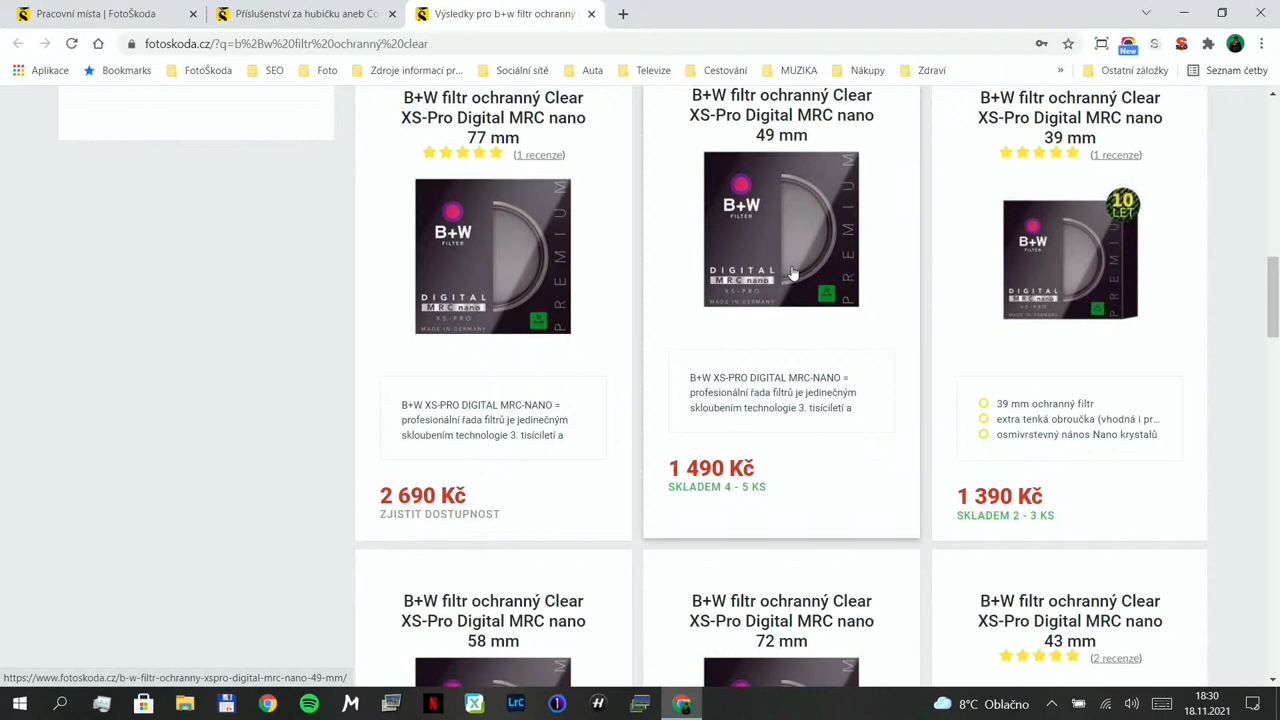 Pracovní místa | FotoŠkoda
Příslušenství za hubičku aneb Co
Výsledky pro b+w filtr ochranný
fotoskoda.cz/?q=b%2Bw%20filtr%20ochranný%20clear
New
Aplikace
Bookmarks
FotoŠkoda
SEO
Foto
Zdroje informací pr...
Sociální sítě
Auta
Televize
Cestování
MUZIKA
Nákupy
Zdraví
»
Ostatní záložky
Seznam četby
B+W filtr ochranný Clear
XS-Pro Digital MRC nano
77 mm
(1 recenze)
B+W
FILTER
DIGITAL
MRC nano
XS-PRO
MADE IN GERMANY
PREMIUM
B+W XS-PRO DIGITAL MRC-NANO =
profesionální řada filtrů je jedinečným
skloubením technologie 3. tisíciletí a
2 690 Kč
ZJISTIT DOSTUPNOST
B+W filtr ochranný Clear
XS-Pro Digital MRC nano
49 mm
B+W
FILTER
DIGITAL
MRC nano
XS-PRO
MADE IN GERMANY
PREMIUM
B+W XS-PRO DIGITAL MRC-NANO =
profesionální řada filtrů je jedinečným
skloubením technologie 3. tisíciletí a
1 490 Kč
SKLADEM 4 - 5 KS
B+W filtr ochranný Clear
XS-Pro Digital MRC nano
39 mm
(1 recenze)
10
LET
B+W
FILTER
DIGITAL
MRC nano
XS-PRO
MADE IN GERMANY
PREMIUM
39 mm ochranný filtr
extra tenká obroučka (vhodná i pr...
osmivrstevný nános Nano krystalů
1 390 Kč
SKLADEM 2 - 3 KS
B+W filtr ochranný Clear
XS-Pro Digital MRC nano
58 mm
B+W filtr ochranný Clear
XS-Pro Digital MRC nano
72 mm
B+W filtr ochranný Clear
XS-Pro Digital MRC nano
43 mm
(2 recenze)
https://www.fotoskoda.cz/b-w-filtr-ochranny-xspro-digital-mrc-nano-49-mm/
Lrc
8°C Oblačno
18:30
18.11.2021